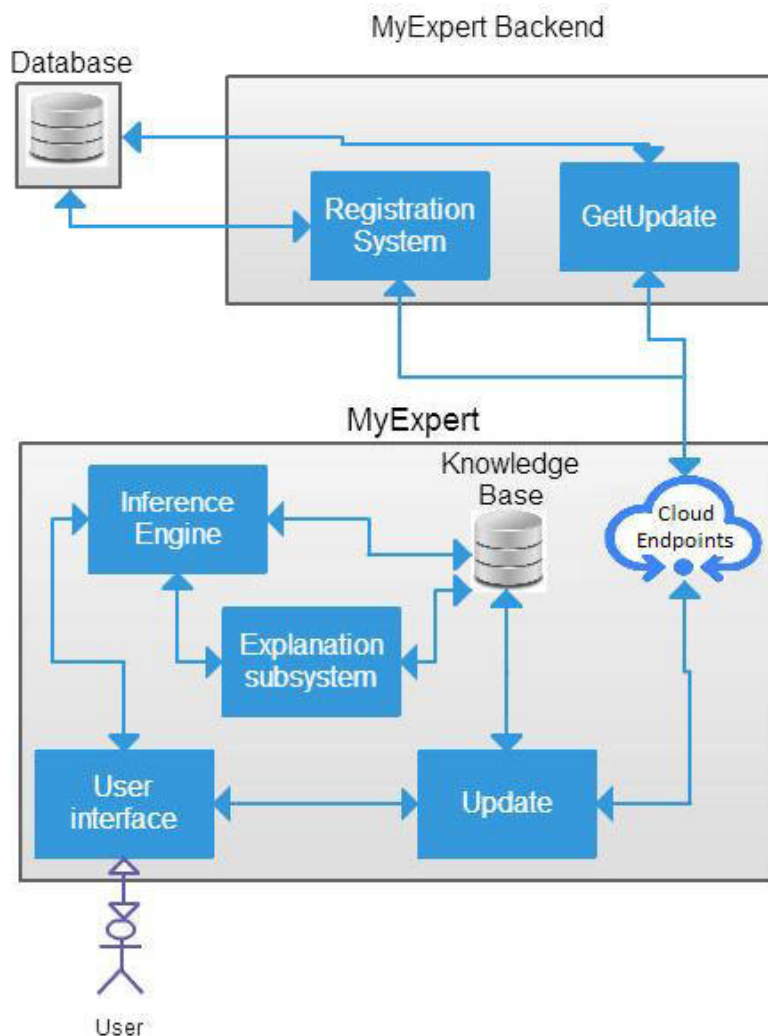 MyExpert Backend
Database
Registration
System
GetUpdate
MyExpert
Inference
Engine
Knowledge
Base
Cloud
Endpoints
Explanation
subsystem
User
interface
Update
User